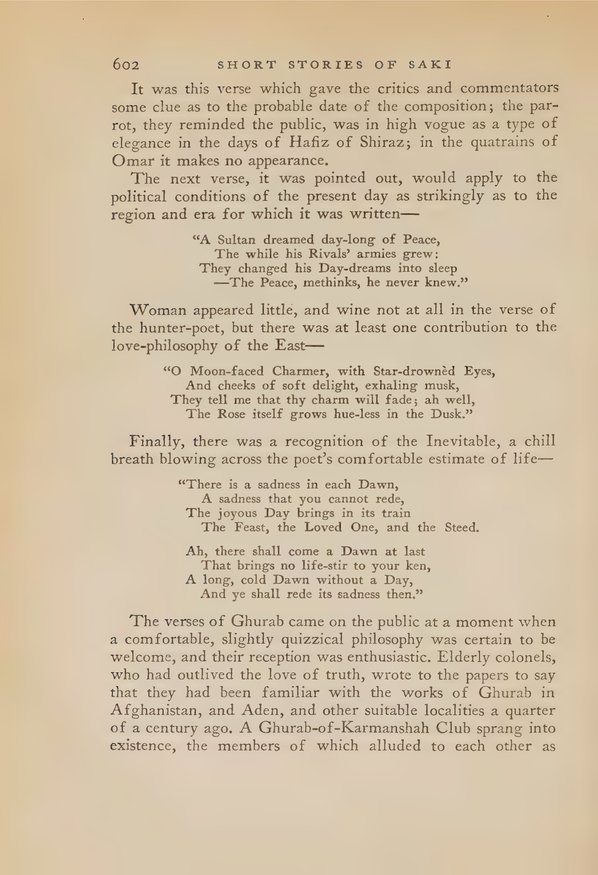 602 SHORT STORIES OF SAKI
It was this verse which gave the critics and commentators
some clue as to the probable date of the composition; the par-
rot, they reminded the public, was in high vogue as a type of
elegance in the days of Hafiz of Shiraz; in the quatrains of
Omar it makes no appearance.
The next verse, it was pointed out, would apply to the
political conditions of the present day as strikingly as to the
region and era for which it was written—
“A Sultan dreamed day-long of Peace,
The while his Rivals’ armies grew:
They changed his Day-dreams into sleep
—The Peace, methinks, he never knew.”
Woman appeared little, and wine not at all in the verse of
the hunter-poet, but there was at least one contribution to the
love-philosophy of the East—
“O Moon-faced Charmer, with Star-drownèd Eyes,
And cheeks of soft delight, exhaling musk,
They tell me that thy charm will fade; ah well,
The Rose itself grows hue-less in the Dusk.”
Finally, there was a recognition of the Inevitable, a chill
breath blowing across the poet’s comfortable estimate of life—
“There is a sadness in each Dawn,
A sadness that you cannot rede,
The joyous Day brings in its train
The Feast, the Loved One, and the Steed.
Ah, there shall come a Dawn at last
That brings no life-stir to your ken,
A long, cold Dawn without a Day,
And ye shall rede its sadness then.”
The verses of Ghurab came on the public at a moment when
a comfortable, slightly quizzical philosophy was certain to be
welcome, and their reception was enthusiastic. Elderly colonels,
who had outlived the love of truth, wrote to the papers to say
that they had been familiar with the works of Ghurab in
Afghanistan, and Aden, and other suitable localities a quarter
of a century ago. A Ghurab-of-Karmanshah Club sprang into
existence, the members of which alluded to each other as